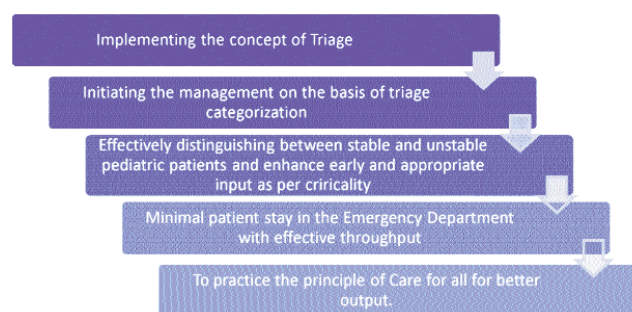 Implementing the concept of Triage
Initiating the management on the basis of triage
categorization
Effectively distinguishing between stable and unstable
pediatric patients and enhance early and appropriate
input as per criricality
Minimal patient stay in the Emergency Department
with effective throughput
To practice the principle of Care for all for better
output.